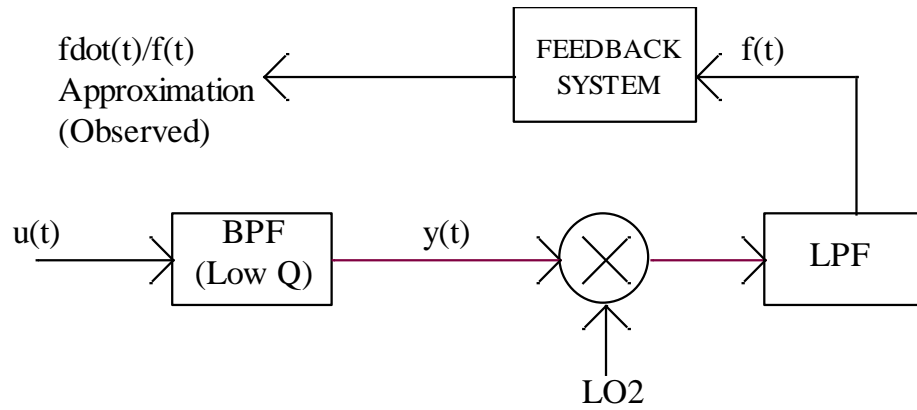 fdot(t)/f(t)
Approximation
(Observed)
FEEDBACK
SYSTEM
f(t)
u(t)
BPF
(Low Q)
y(t)
LPF
LO2